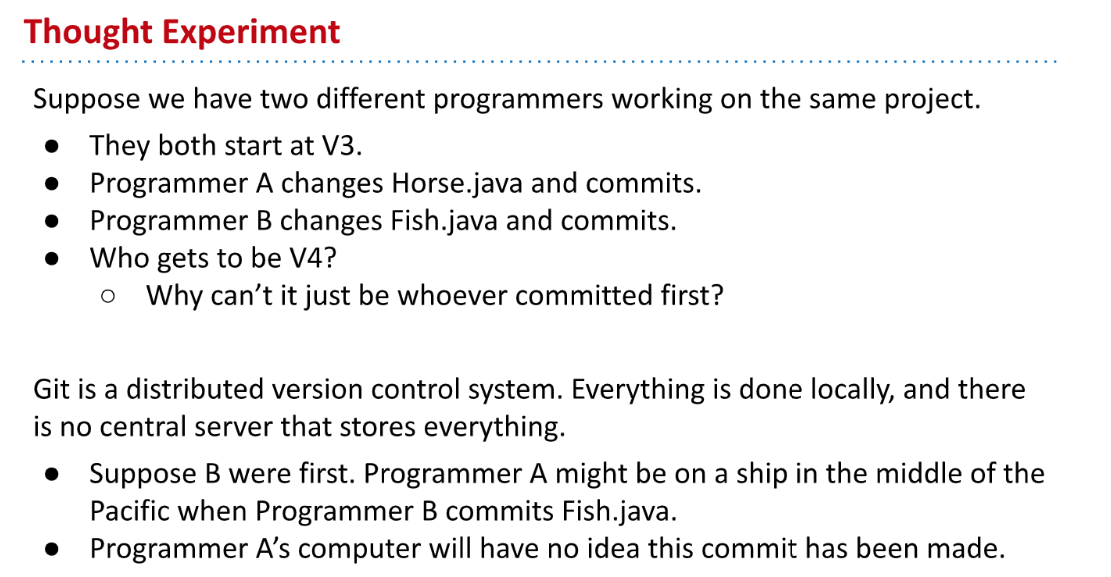 Thought Experiment
Suppose we have two different programmers working on the same project.
● They both start at V3.
● Programmer A changes Horse.java and commits.
● Programmer B changes Fish.java and commits.
● Who gets to be V4?
○ Why can’t it just be whoever committed first?
Git is a distributed version control system. Everything is done locally, and there
is no central server that stores everything.
● Suppose B were first. Programmer A might be on a ship in the middle of the
Pacific when Programmer B commits Fish.java.
● Programmer A’s computer will have no idea this commit has been made.